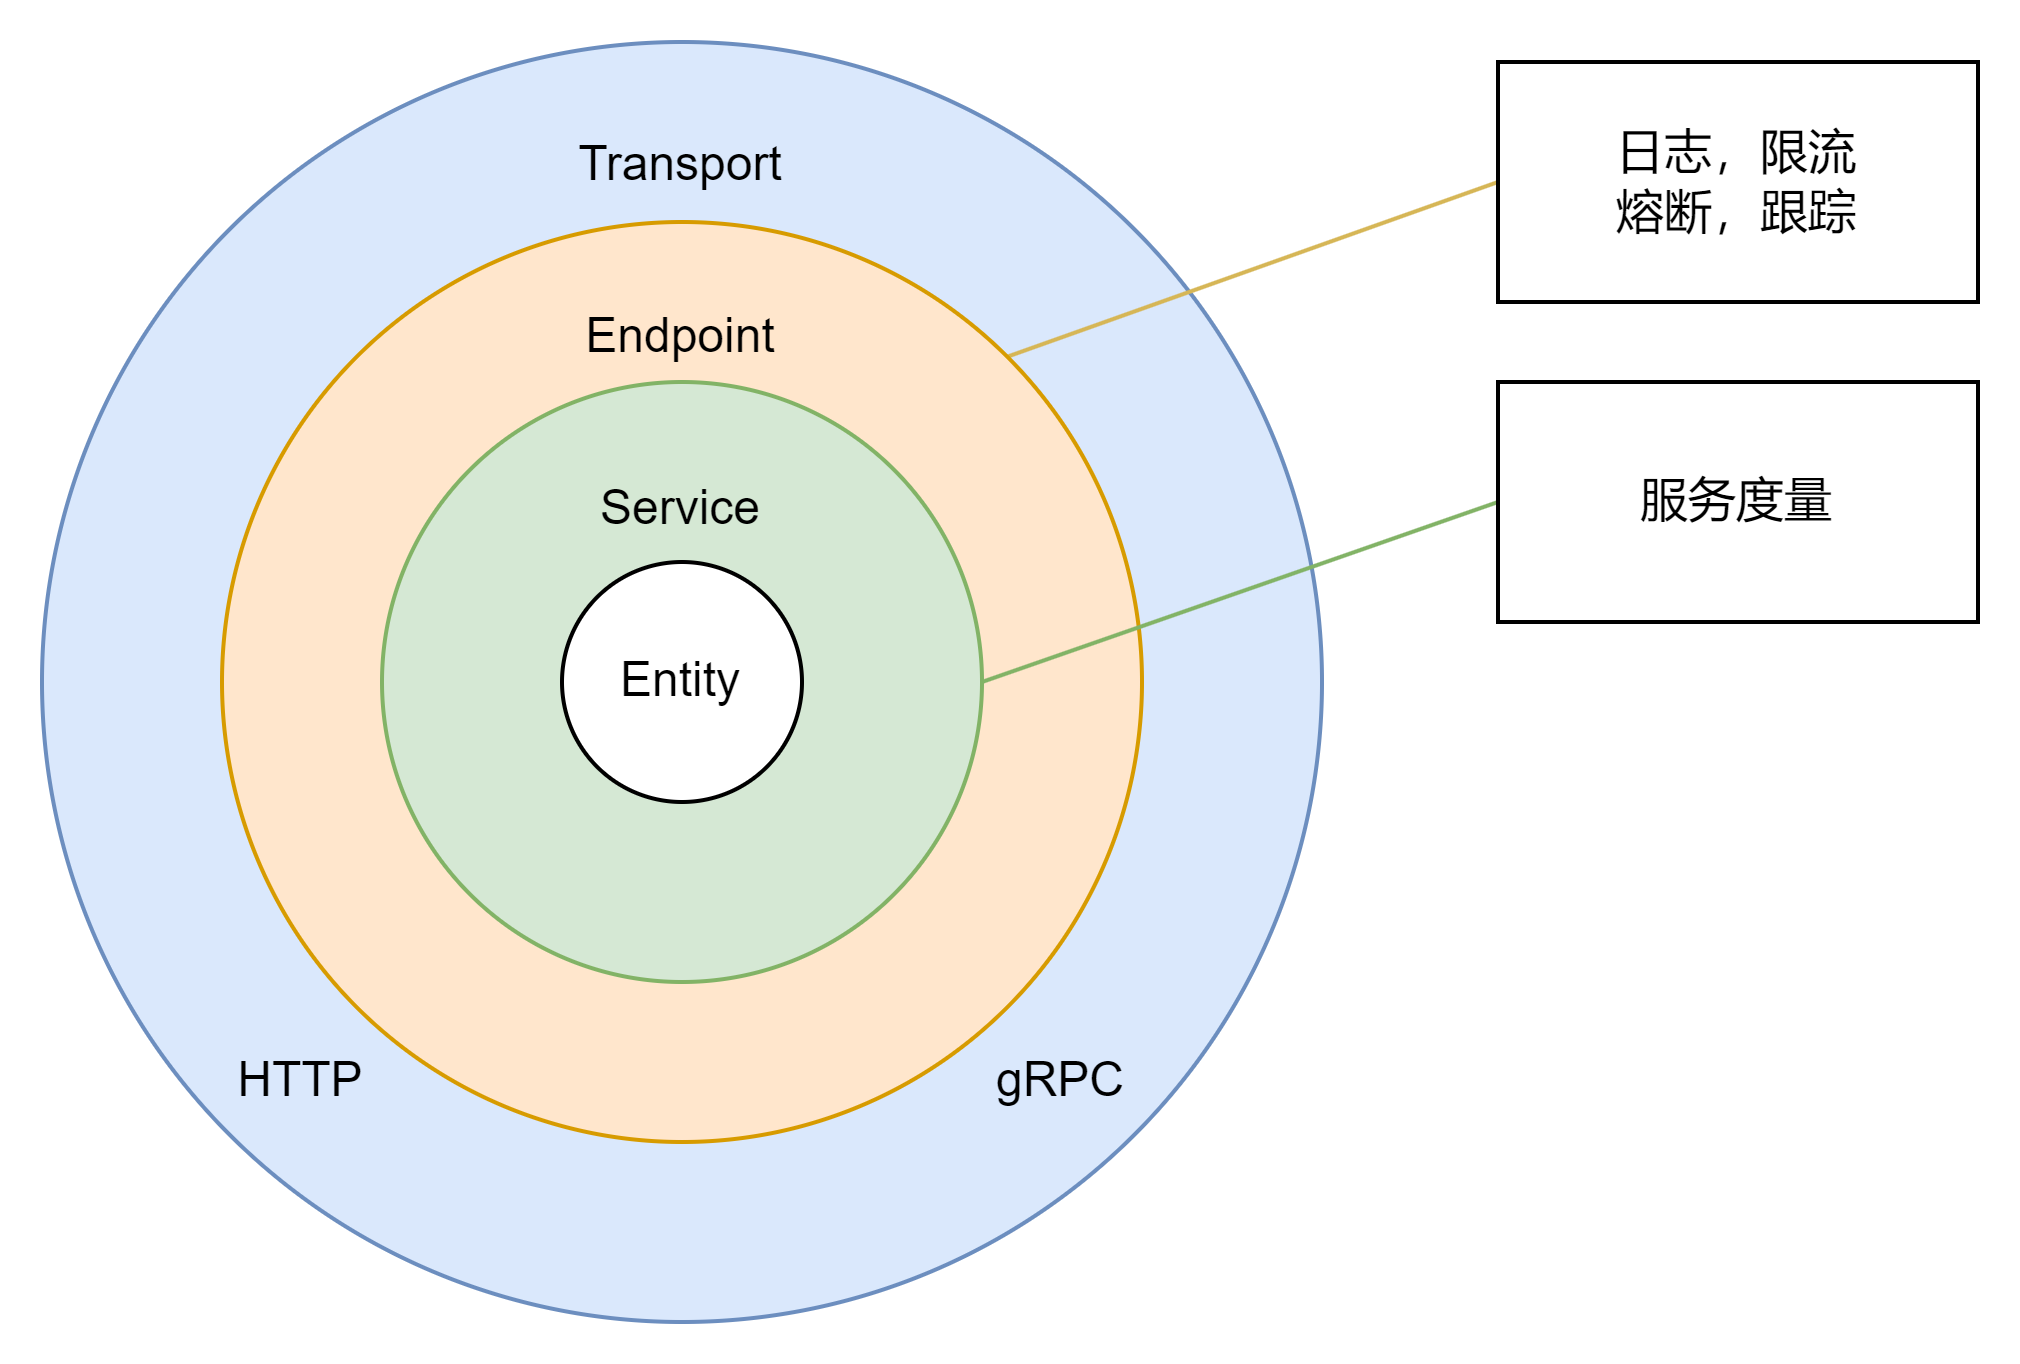 Transport
Endpoint
Service
Entity
HTTP
gRPC
日志，限流
熔断，跟踪
服务度量